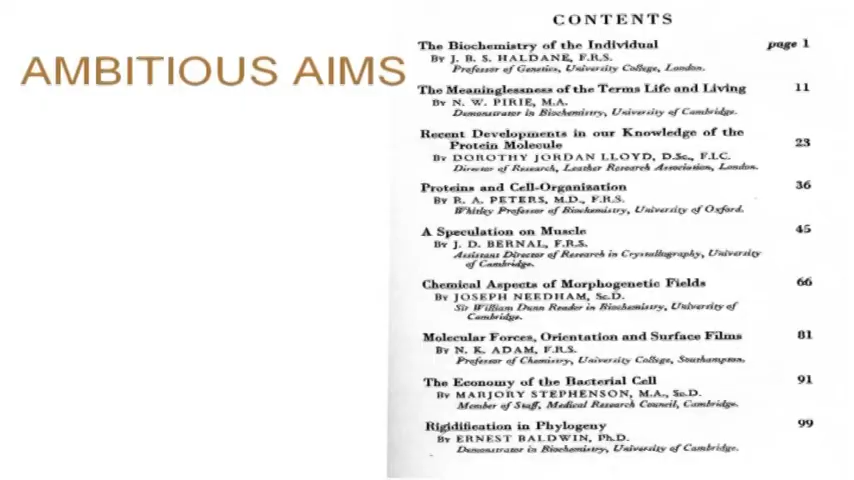 AMBITIOUS AIMS
CONTENTS
The Biochemistry of the Individual page 1
By J. B. S. HALDANE, F.R.S.
Professor of Genetics, University College, London.
The Meaninglessness of the Terms Life and Living 11
By N. W. PIRIE, M.A.
Demonstrator in Biochemistry, University of Cambridge.
Recent Developments in our Knowledge of the
Protein Molecule 23
By DOROTHY JORDAN LLOYD, D.Sc., F.I.C.
Director of Research, Leather Research Association, London.
Proteins and Cell-Organization 36
By R. A. PETERS, M.D., F.R.S.
Whitley Professor of Biochemistry, University of Oxford.
A Speculation on Muscle 45
By J. D. BERNAL, F.R.S.
Assistant Director of Research in Crystallography, University
of Cambridge.
Chemical Aspects of Morphogenetic Fields 66
By JOSEPH NEEDHAM, Sc.D.
Sir William Dunn Reader in Biochemistry, University of
Cambridge.
Molecular Forces, Orientation and Surface Films 81
By N. K. ADAM, F.R.S.
Professor of Chemistry, University College, Southampton.
The Economy of the Bacterial Cell 91
By MARJORY STEPHENSON, M.A., Sc.D.
Member of Staff, Medical Research Council, Cambridge.
Rigidification in Phylogeny 99
By ERNEST BALDWIN, Ph.D.
Demonstrator in Biochemistry, University of Cambridge.